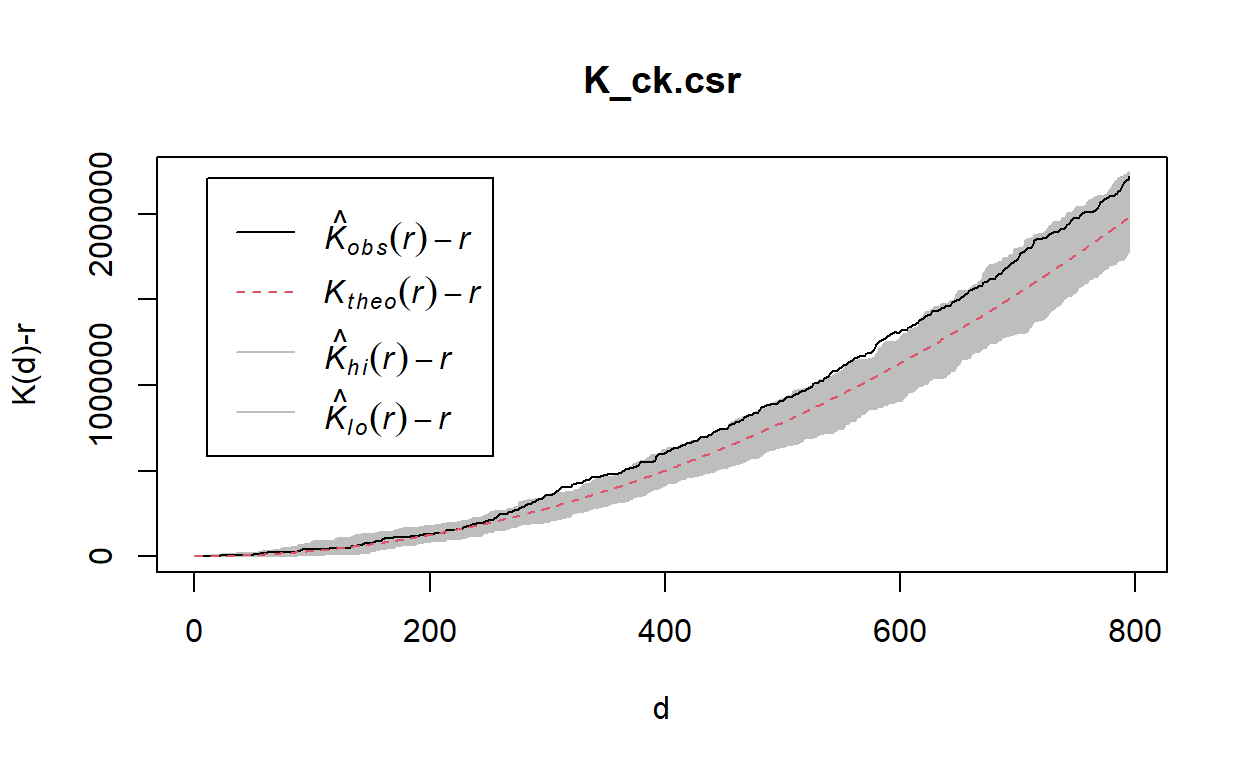 K_ck.csr
K̂obs(r) − r
Ktheo(r) − r
K̂hi(r) − r
K̂lo(r) − r
K(d)-r
2000000
1000000
0
0 200 400 600 800
d